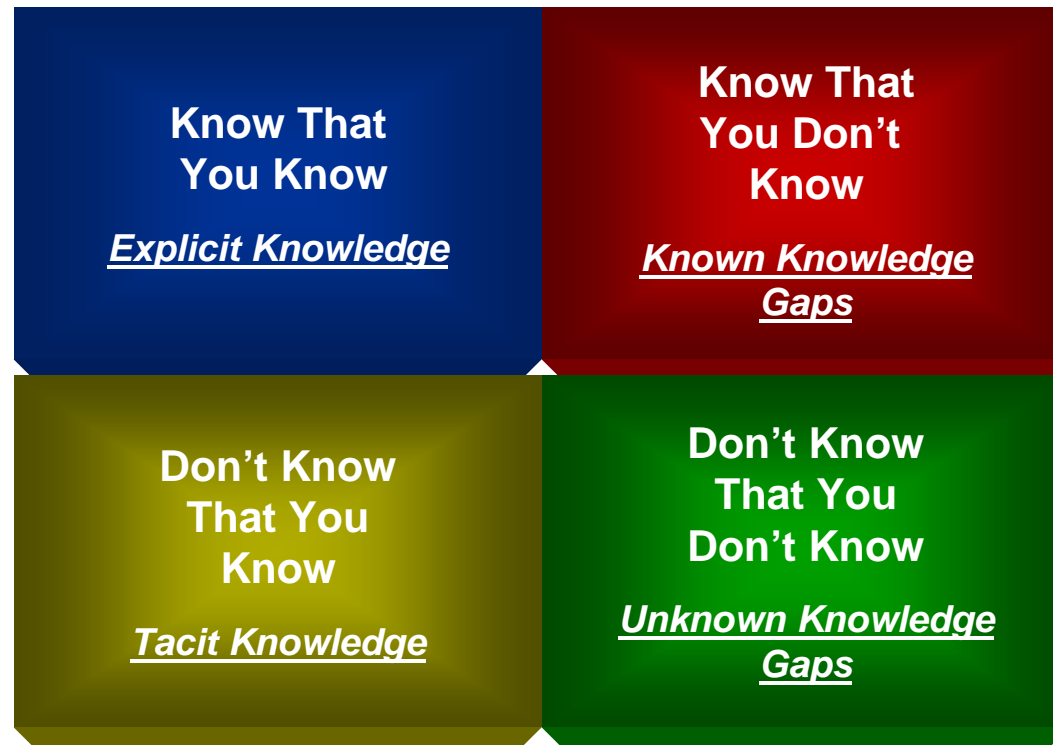 Know That
You Know
Explicit Knowledge
Know That
You Don’t
Know
Known Knowledge
Gaps
Don’t Know
That You
Know
Tacit Knowledge
Don’t Know
That You
Don’t Know
Unknown Knowledge
Gaps